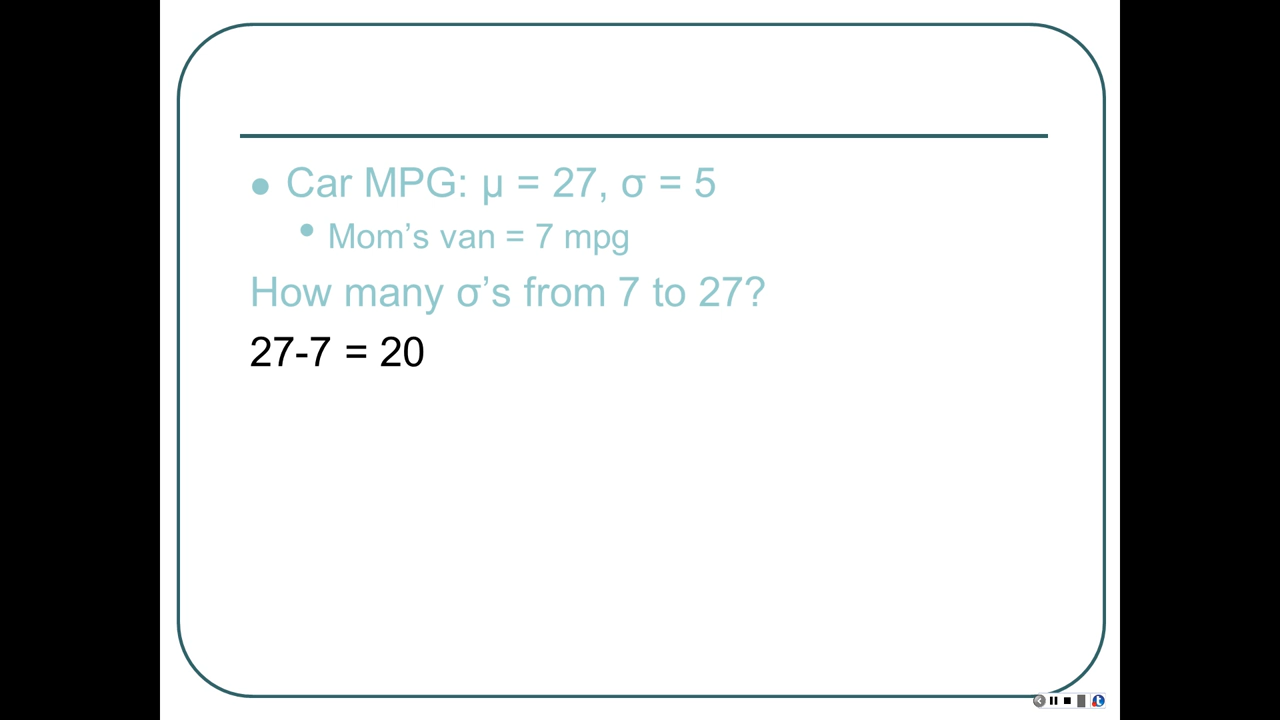 Car MPG: μ = 27, σ = 5
Mom’s van = 7 mpg
How many σ’s from 7 to 27?
27-7 = 20